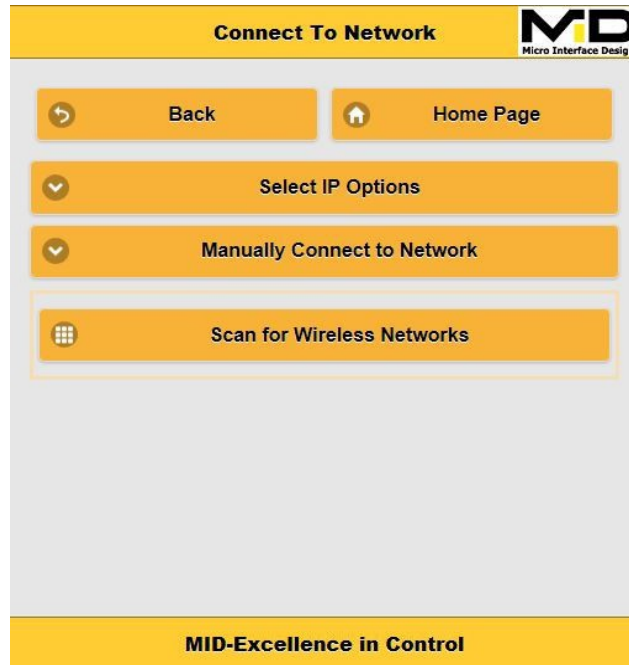 Connect To Network
MiD
Micro Interface Desig
Back
Home Page
Select IP Options
Manually Connect to Network
Scan for Wireless Networks
MID-Excellence in Control